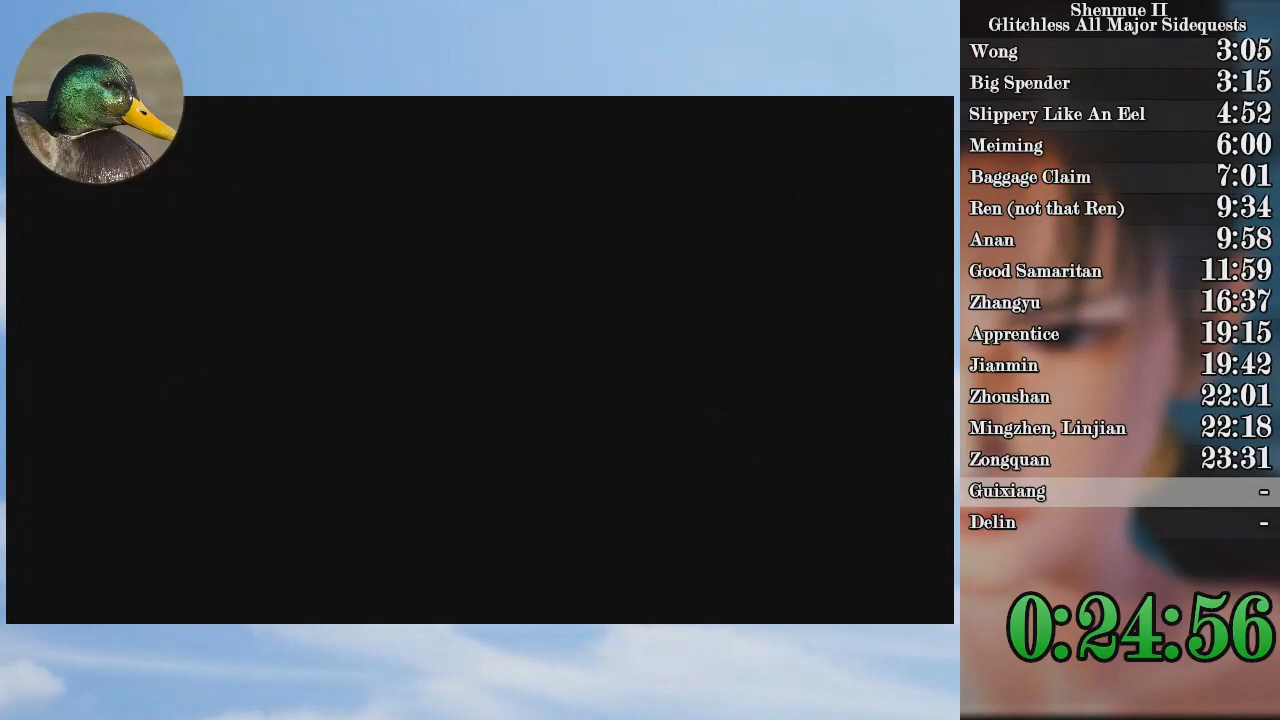 Shenmue II
Glitchless All Major Sidequests
Wong 3:05
Big Spender 3:15
Slippery Like An Eel 4:52
Meiming 6:00
Baggage Claim 7:01
Ren (not that Ren) 9:34
Anan 9:58
Good Samaritan 11:59
Zhangyu 16:37
Apprentice 19:15
Jianmin 19:42
Zhoushan 22:01
Mingzhen, Linjian 22:18
Zongquan 23:31
Guixiang -
Delin -
0:24:56